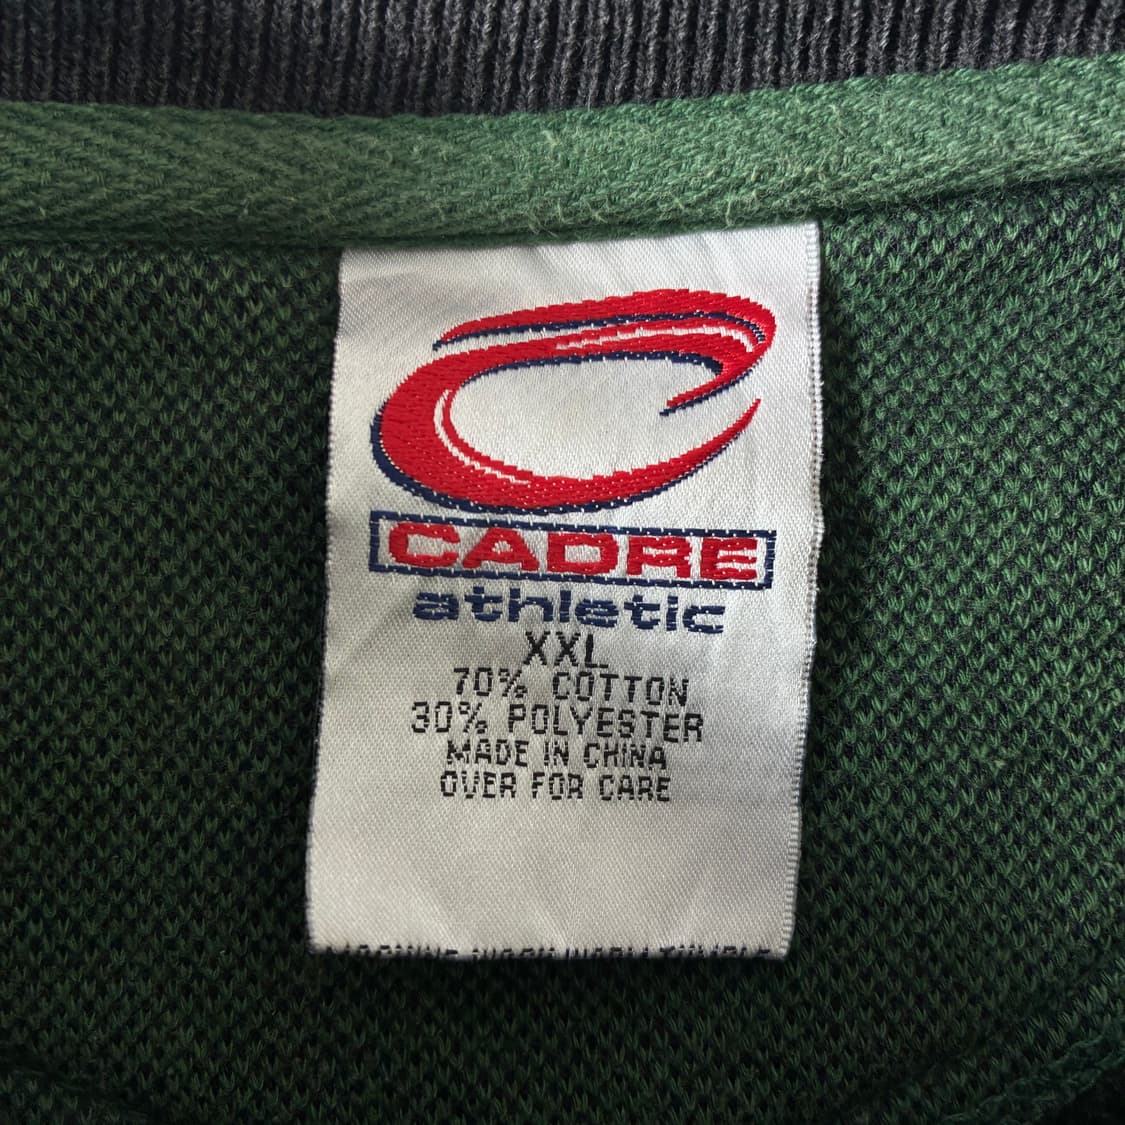 CADRE
athletic
XXL
70% COTTON
30% POLYESTER
MADE IN CHINA
OVER FOR CARE